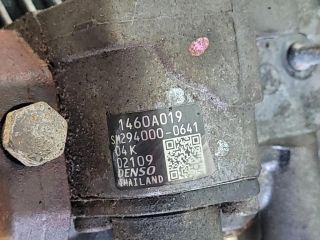 1460A019
SM294000-0641
04K
02109
DENSO
THAILAND